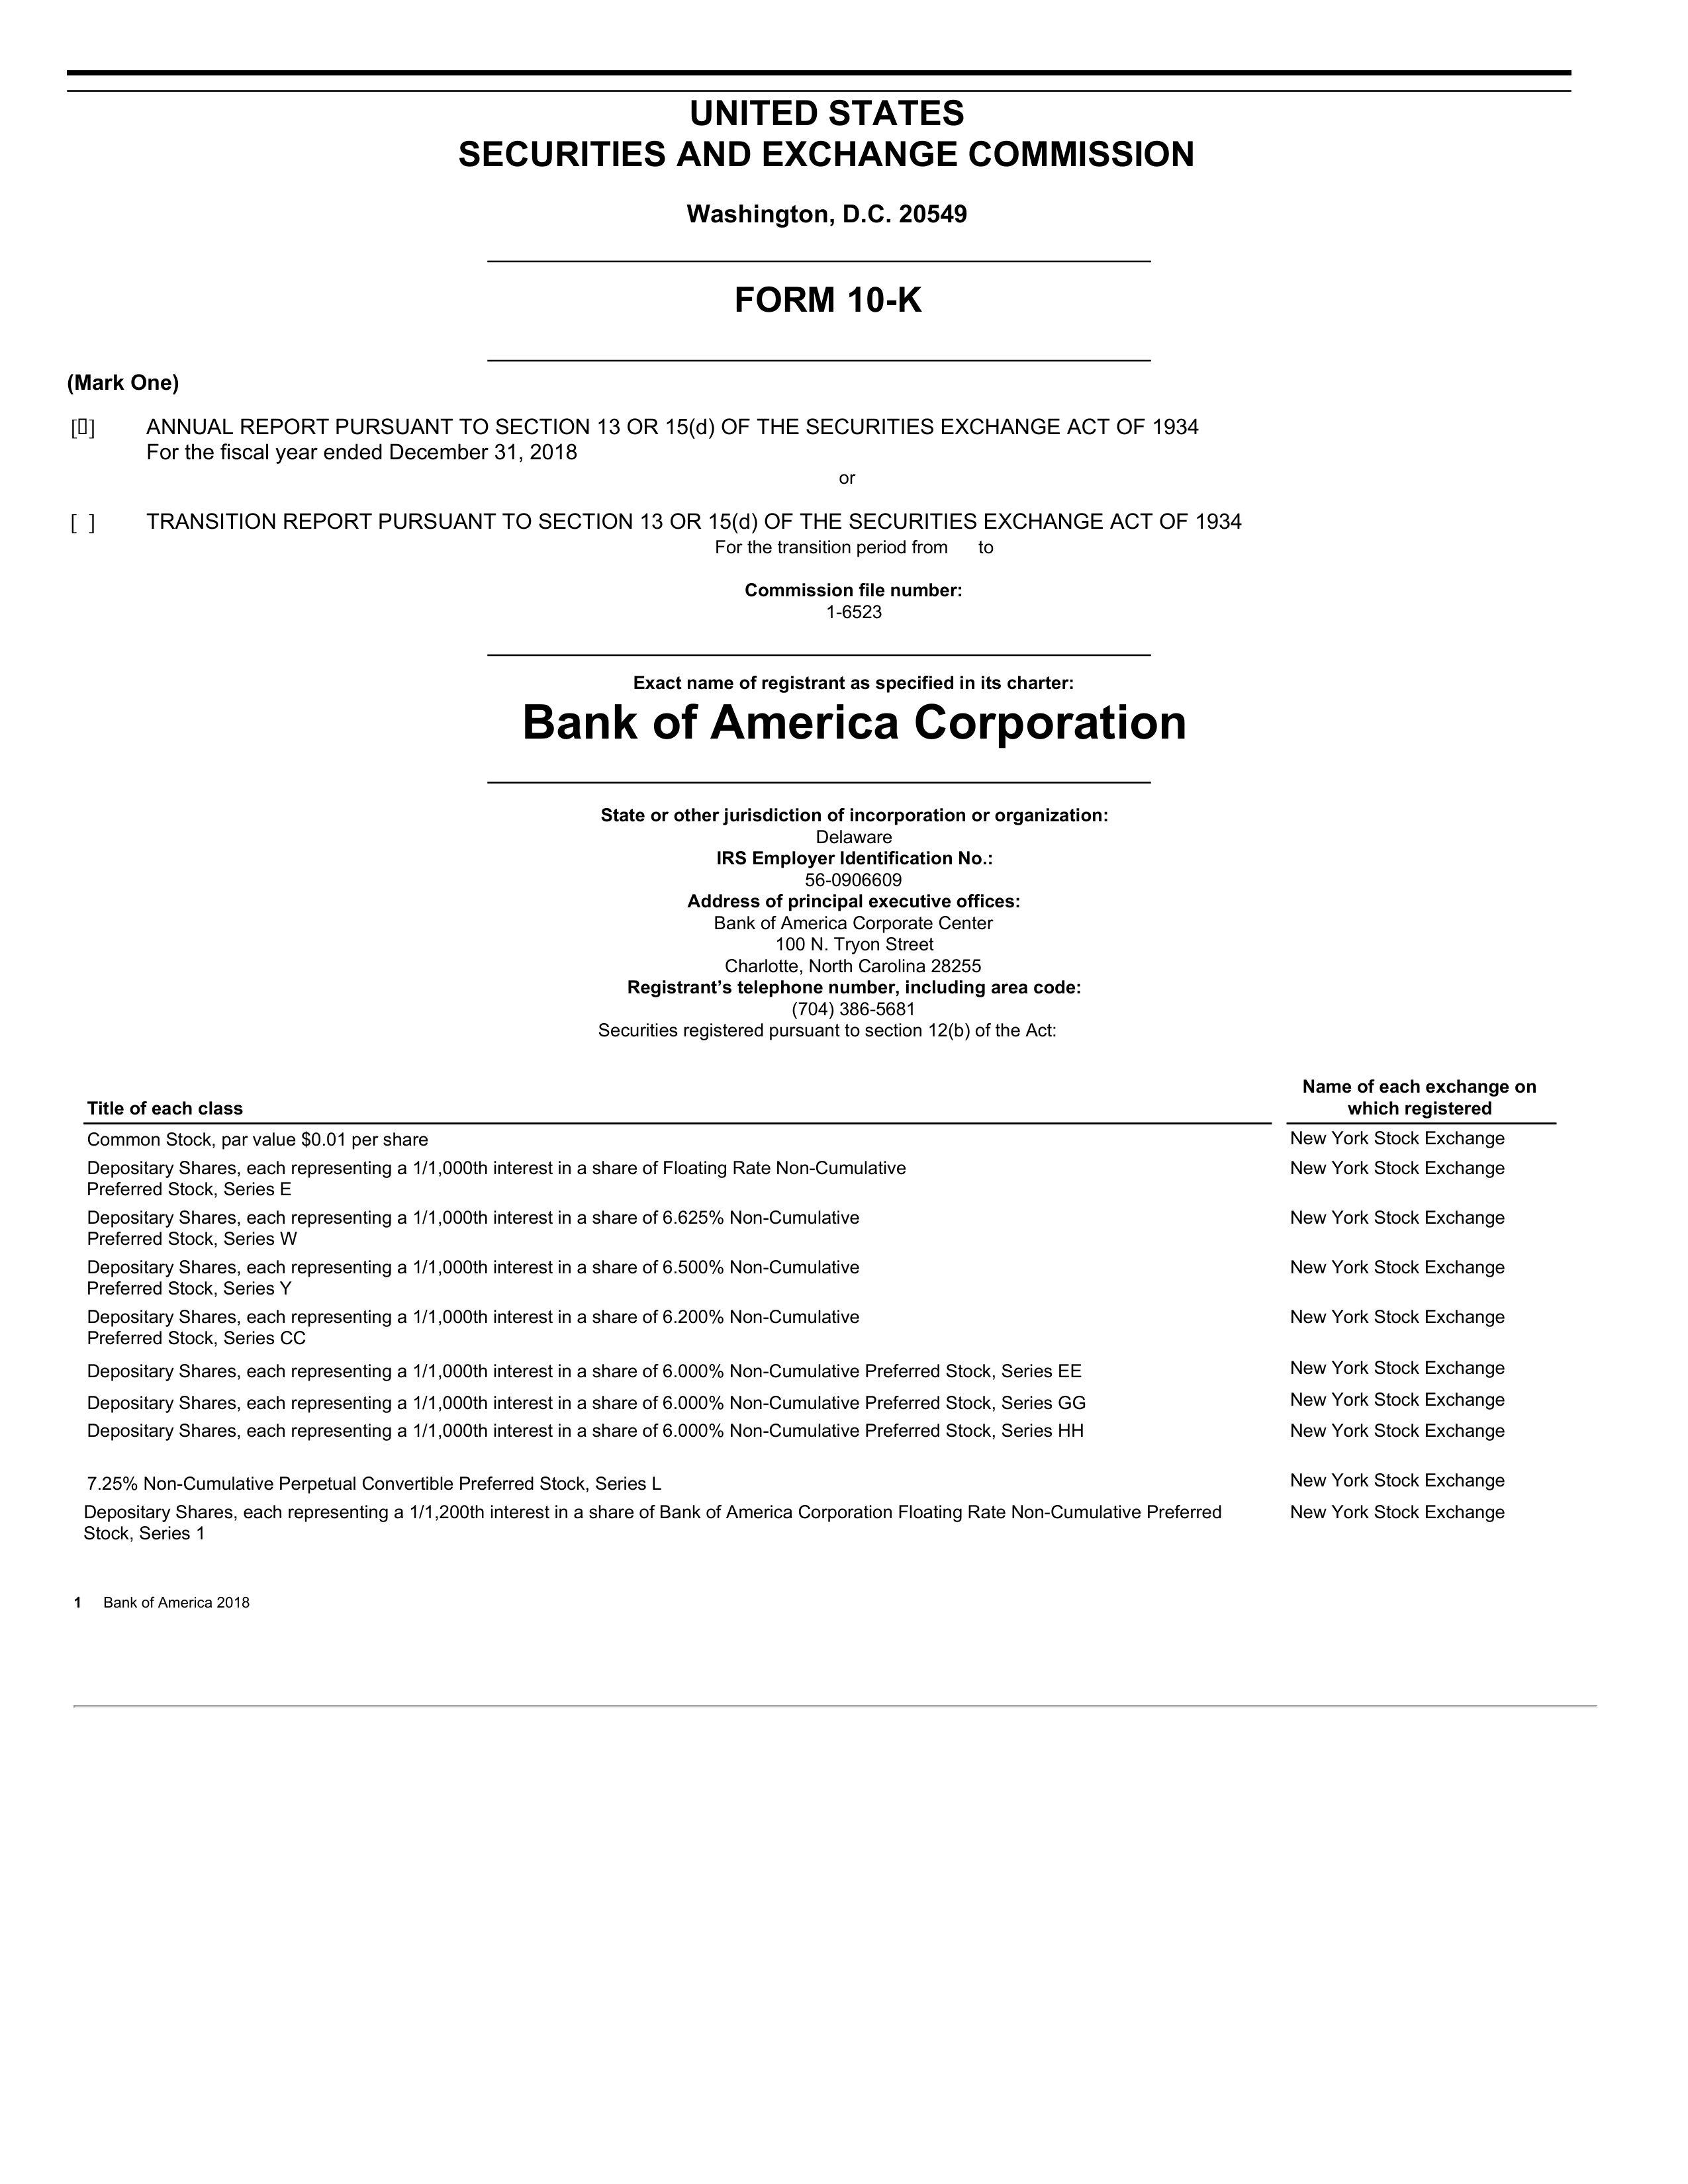 UNITED STATES
SECURITIES AND EXCHANGE COMMISSION
Washington, D.C. 20549
FORM 10-K
(Mark One)
[▯] ANNUAL REPORT PURSUANT TO SECTION 13 OR 15(d) OF THE SECURITIES EXCHANGE ACT OF 1934
For the fiscal year ended December 31, 2018
or
[ ] TRANSITION REPORT PURSUANT TO SECTION 13 OR 15(d) OF THE SECURITIES EXCHANGE ACT OF 1934
For the transition period from to
Commission file number:
1-6523
Exact name of registrant as specified in its charter:
Bank of America Corporation
State or other jurisdiction of incorporation or organization:
Delaware
IRS Employer Identification No.:
56-0906609
Address of principal executive offices:
Bank of America Corporate Center
100 N. Tryon Street
Charlotte, North Carolina 28255
Registrant’s telephone number, including area code:
(704) 386-5681
Securities registered pursuant to section 12(b) of the Act:
Name of each exchange on
Title of each class which registered
Common Stock, par value $0.01 per share New York Stock Exchange
Depositary Shares, each representing a 1/1,000th interest in a share of Floating Rate Non-Cumulative New York Stock Exchange
Preferred Stock, Series E
Depositary Shares, each representing a 1/1,000th interest in a share of 6.625% Non-Cumulative New York Stock Exchange
Preferred Stock, Series W
Depositary Shares, each representing a 1/1,000th interest in a share of 6.500% Non-Cumulative New York Stock Exchange
Preferred Stock, Series Y
Depositary Shares, each representing a 1/1,000th interest in a share of 6.200% Non-Cumulative New York Stock Exchange
Preferred Stock, Series CC
Depositary Shares, each representing a 1/1,000th interest in a share of 6.000% Non-Cumulative Preferred Stock, Series EE New York Stock Exchange
Depositary Shares, each representing a 1/1,000th interest in a share of 6.000% Non-Cumulative Preferred Stock, Series GG New York Stock Exchange
Depositary Shares, each representing a 1/1,000th interest in a share of 6.000% Non-Cumulative Preferred Stock, Series HH New York Stock Exchange
7.25% Non-Cumulative Perpetual Convertible Preferred Stock, Series L New York Stock Exchange
Depositary Shares, each representing a 1/1,200th interest in a share of Bank of America Corporation Floating Rate Non-Cumulative Preferred New York Stock Exchange
Stock, Series 1
1 Bank of America 2018